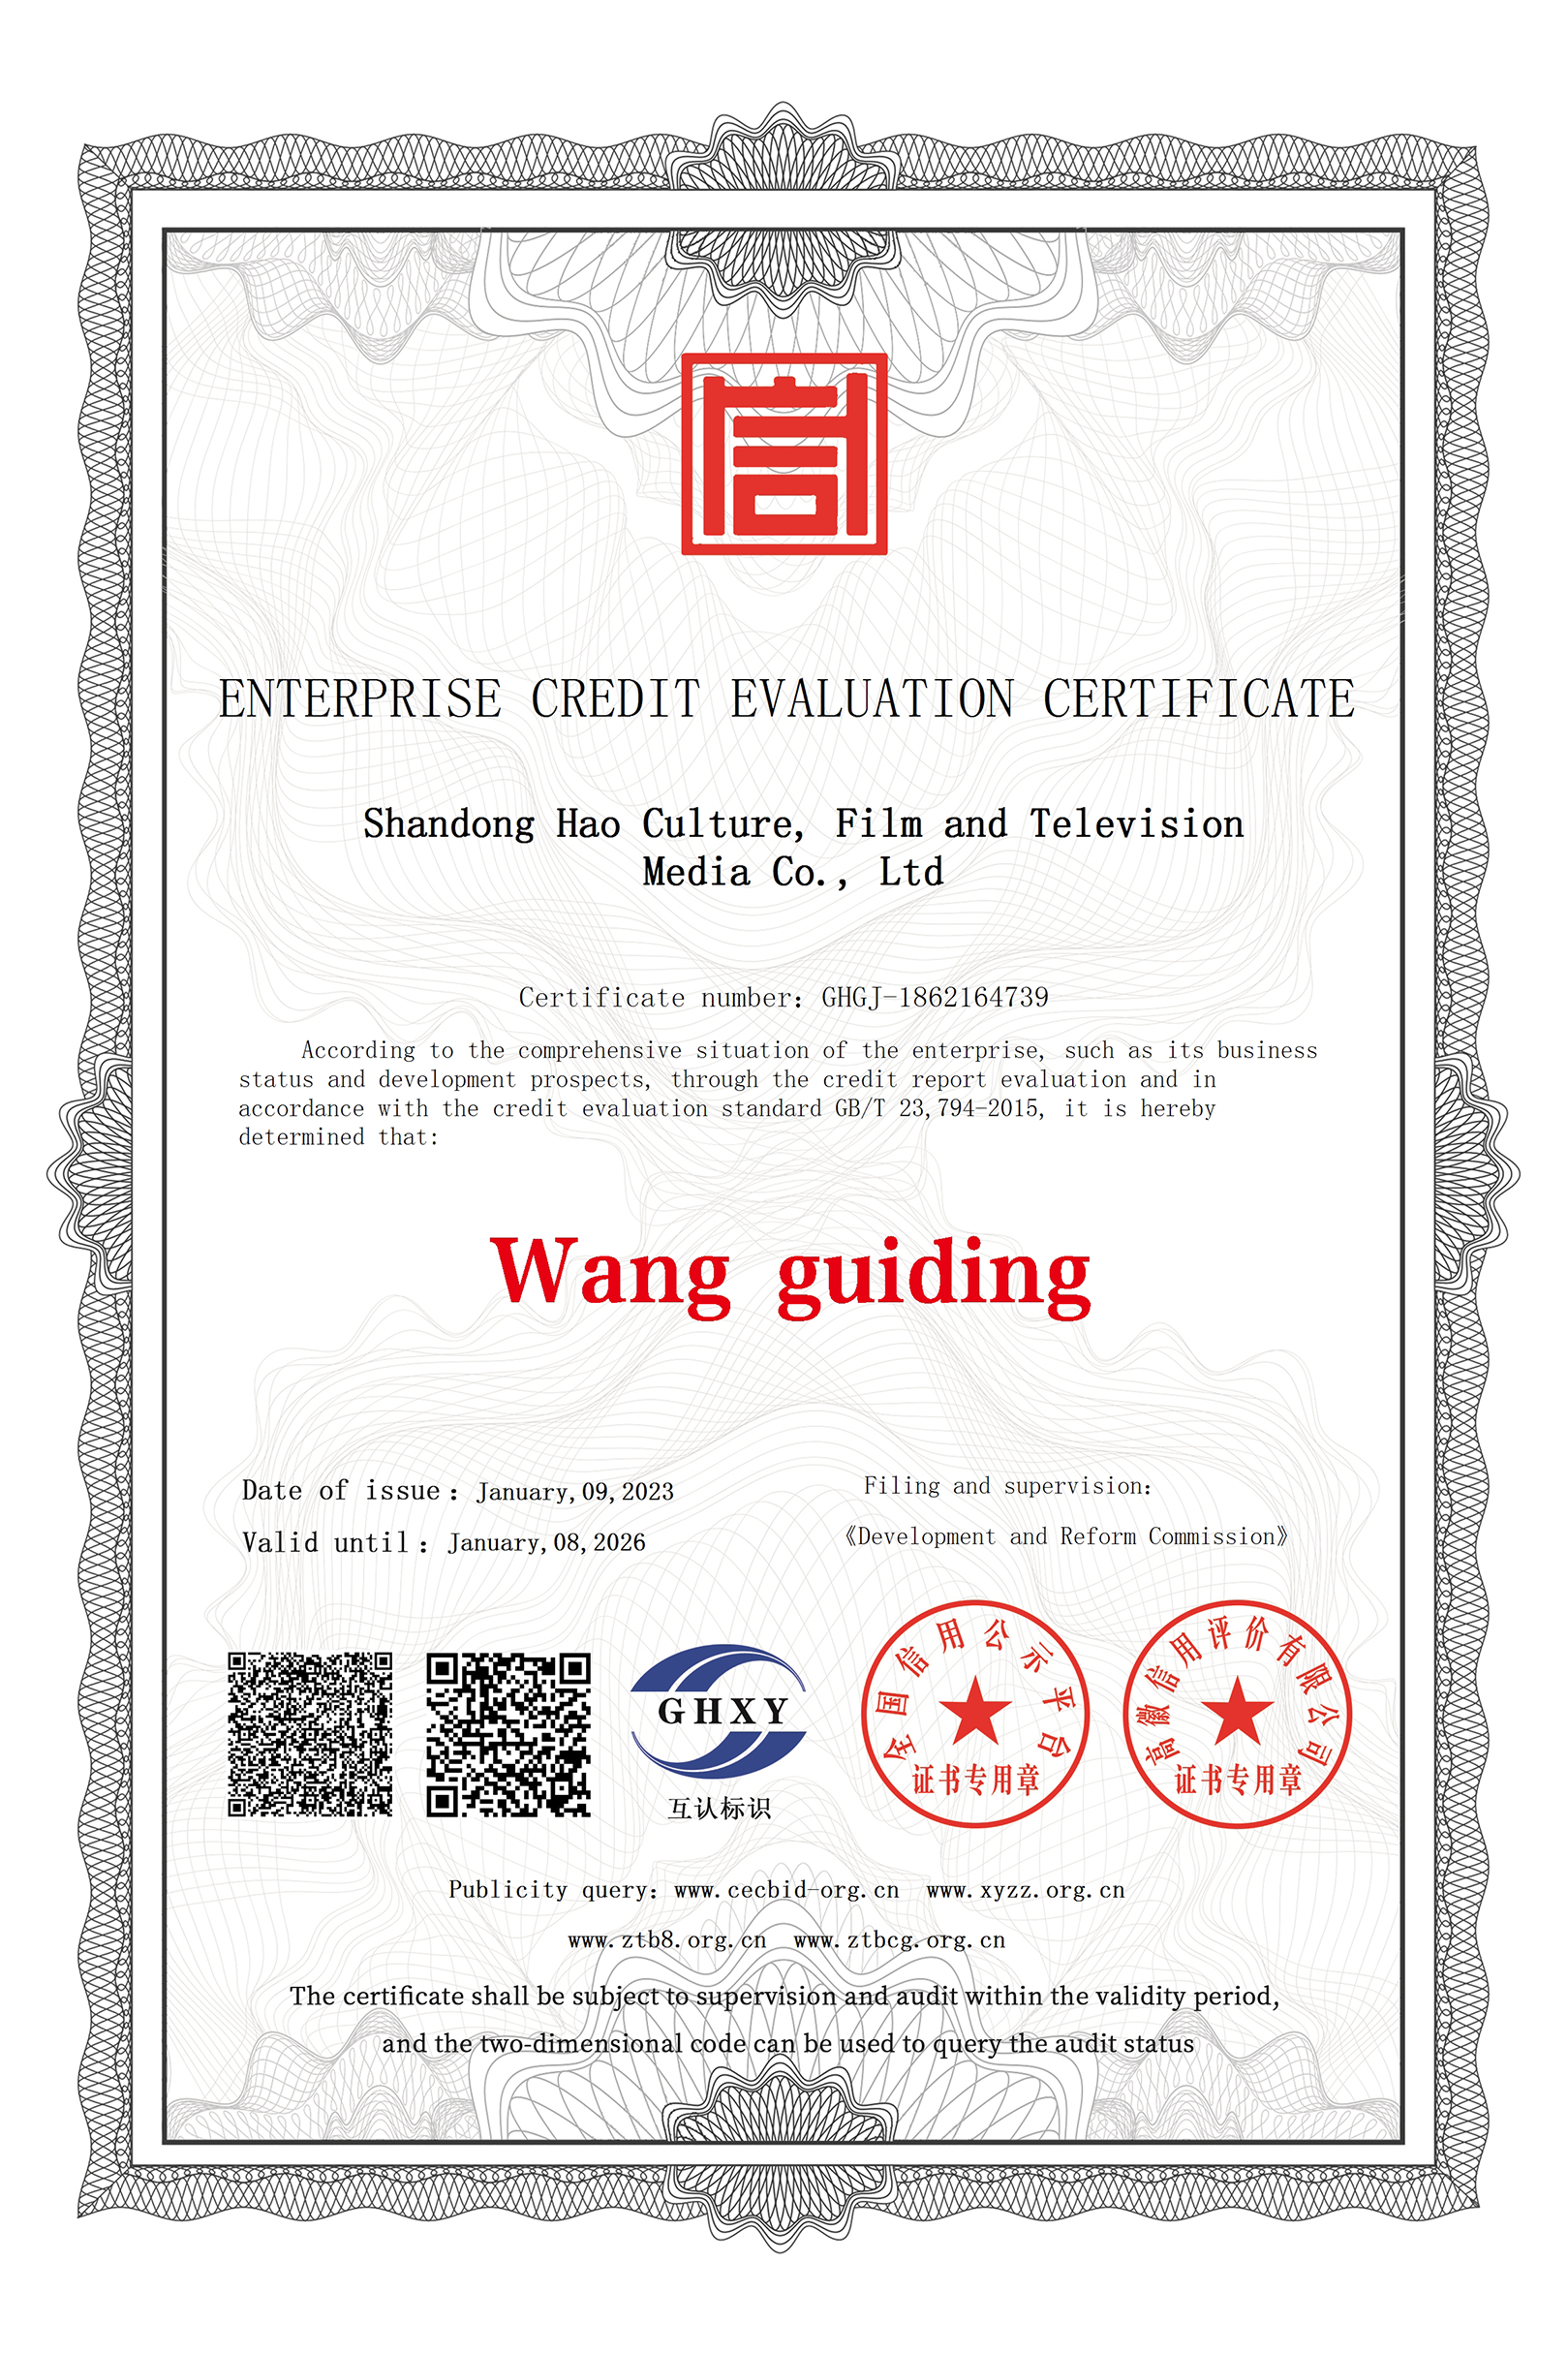 信
ENTERPRISE CREDIT EVALUATION CERTIFICATE
Shandong Hao Culture, Film and Television
Media Co., Ltd
Certificate number: GHGJ-1862164739
According to the comprehensive situation of the enterprise, such as its business
status and development prospects, through the credit report evaluation and in
accordance with the credit evaluation standard GB/T 23,794-2015, it is hereby
determined that:
Wang guiding
Date of issue: January,09,2023
Valid until: January,08,2026
Filing and supervision:
《Development and Reform Commission》
GHXY
互认标识
全国信用公示平台
证书专用章
高徽信用评价有限公司
证书专用章
Publicity query: www.cecbid-org.cn www.xyzz.org.cn
www.ztb8.org.cn www.ztbcg.org.cn
The certificate shall be subject to supervision and audit within the validity period,
and the two-dimensional code can be used to query the audit status